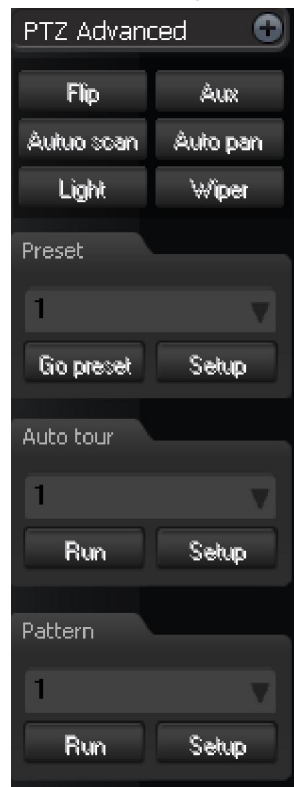 PTZ Advanced
Flip Aux
Autuo scan Auto pan
Light Wiper
Preset
1
Go preset Setup
Auto tour
1
Run Setup
Pattern
1
Run Setup